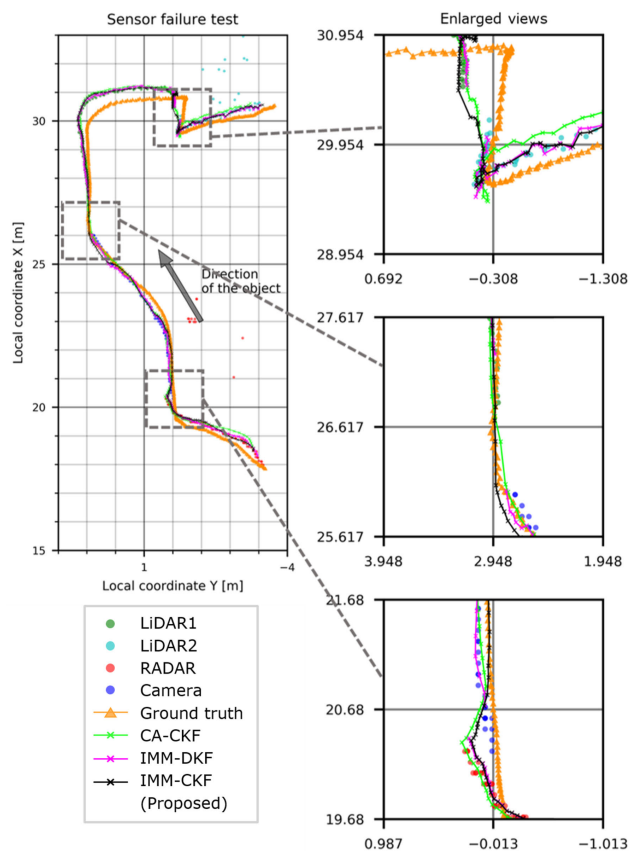 Sensor failure test
Enlarged views
30
25
20
15
1
−4
Local coordinate X [m]
Local coordinate Y [m]
Direction
of the object
30.954
29.954
28.954
0.692
−0.308
−1.308
27.617
26.617
25.617
3.948
2.948
1.948
21.68
20.68
19.68
0.987
−0.013
−1.013
LiDAR1
LiDAR2
RADAR
Camera
Ground truth
CA-CKF
IMM-DKF
IMM-CKF
(Proposed)